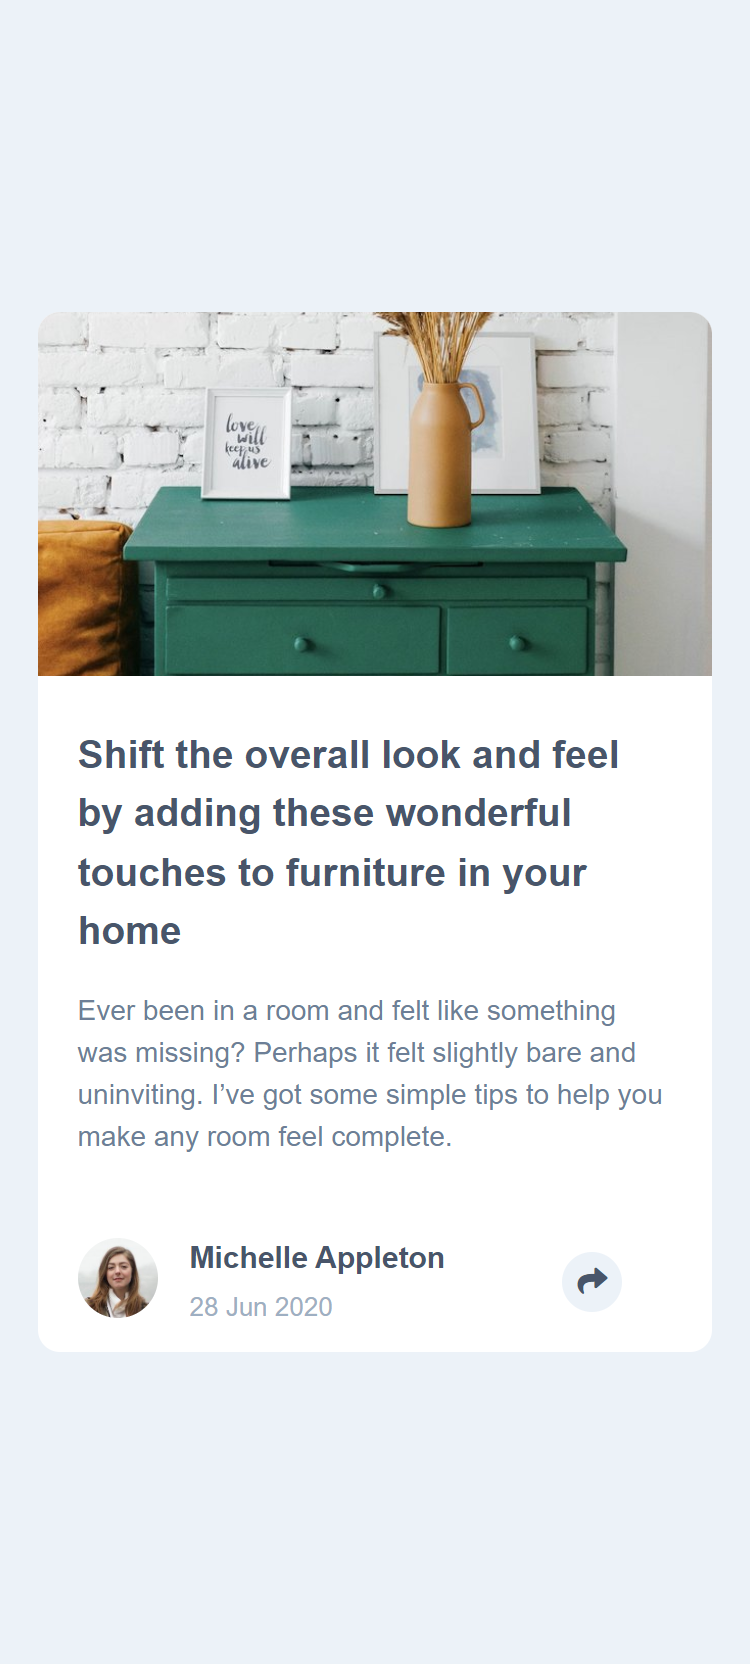 love
will
keep us
alive
Shift the overall look and feel
by adding these wonderful
touches to furniture in your
home
Ever been in a room and felt like something
was missing? Perhaps it felt slightly bare and
uninviting. I’ve got some simple tips to help you
make any room feel complete.
Michelle Appleton
28 Jun 2020